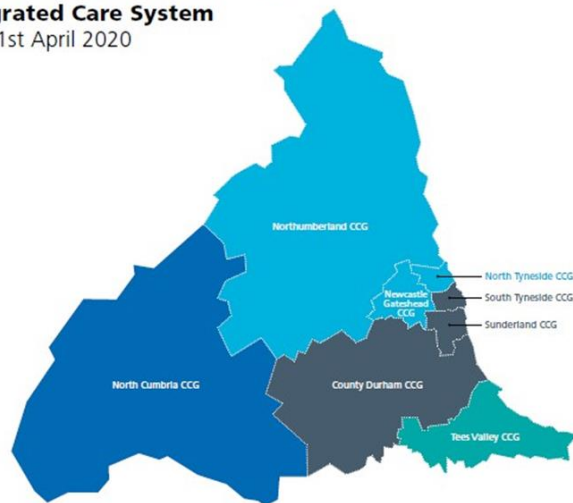 grated Care System
1st April 2020
Northumberland CCG
North Tyneside CCG
Newcastle
Gateshead
CCG
South Tyneside CCG
Sunderland CCG
North Cumbria CCG
County Durham CCG
Tees Valley CCG